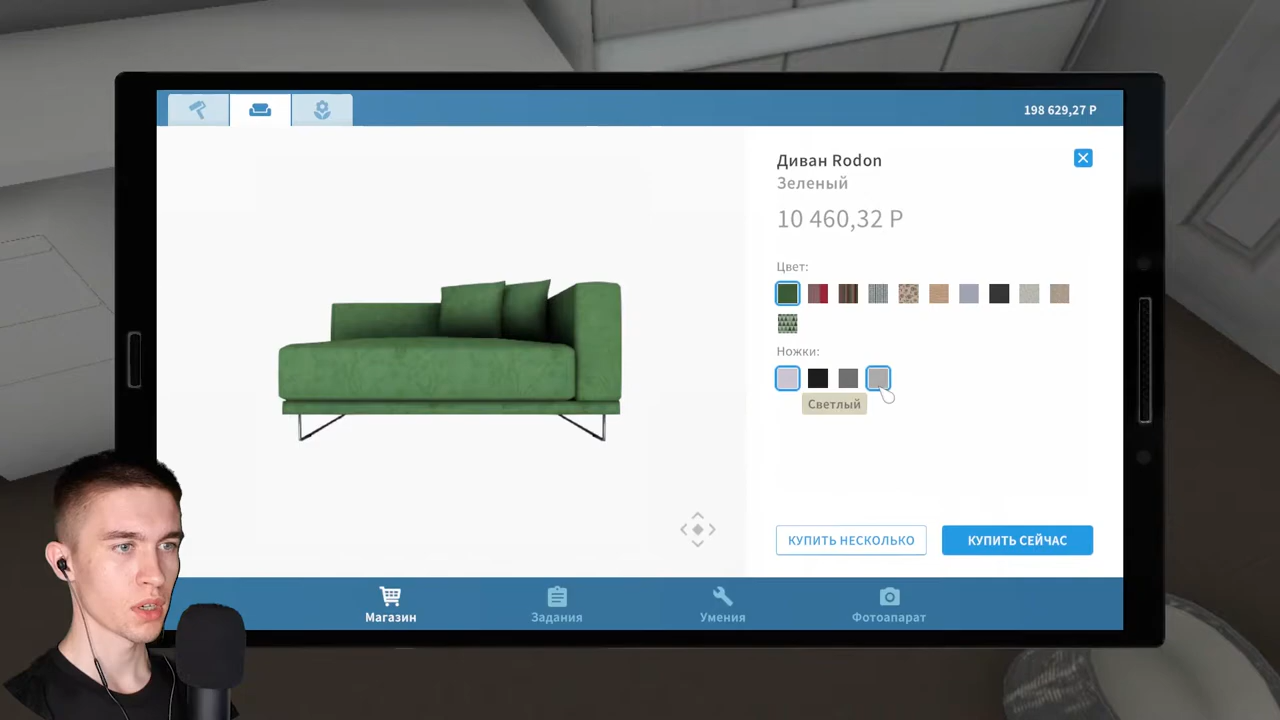 198 629,27 Р
Диван Rodon
Зеленый
10 460,32 Р
Цвет:
Ножки:
Светлый
КУПИТЬ НЕСКОЛЬКО
КУПИТЬ СЕЙЧАС
Магазин
Задания
Умения
Фотоаппарат